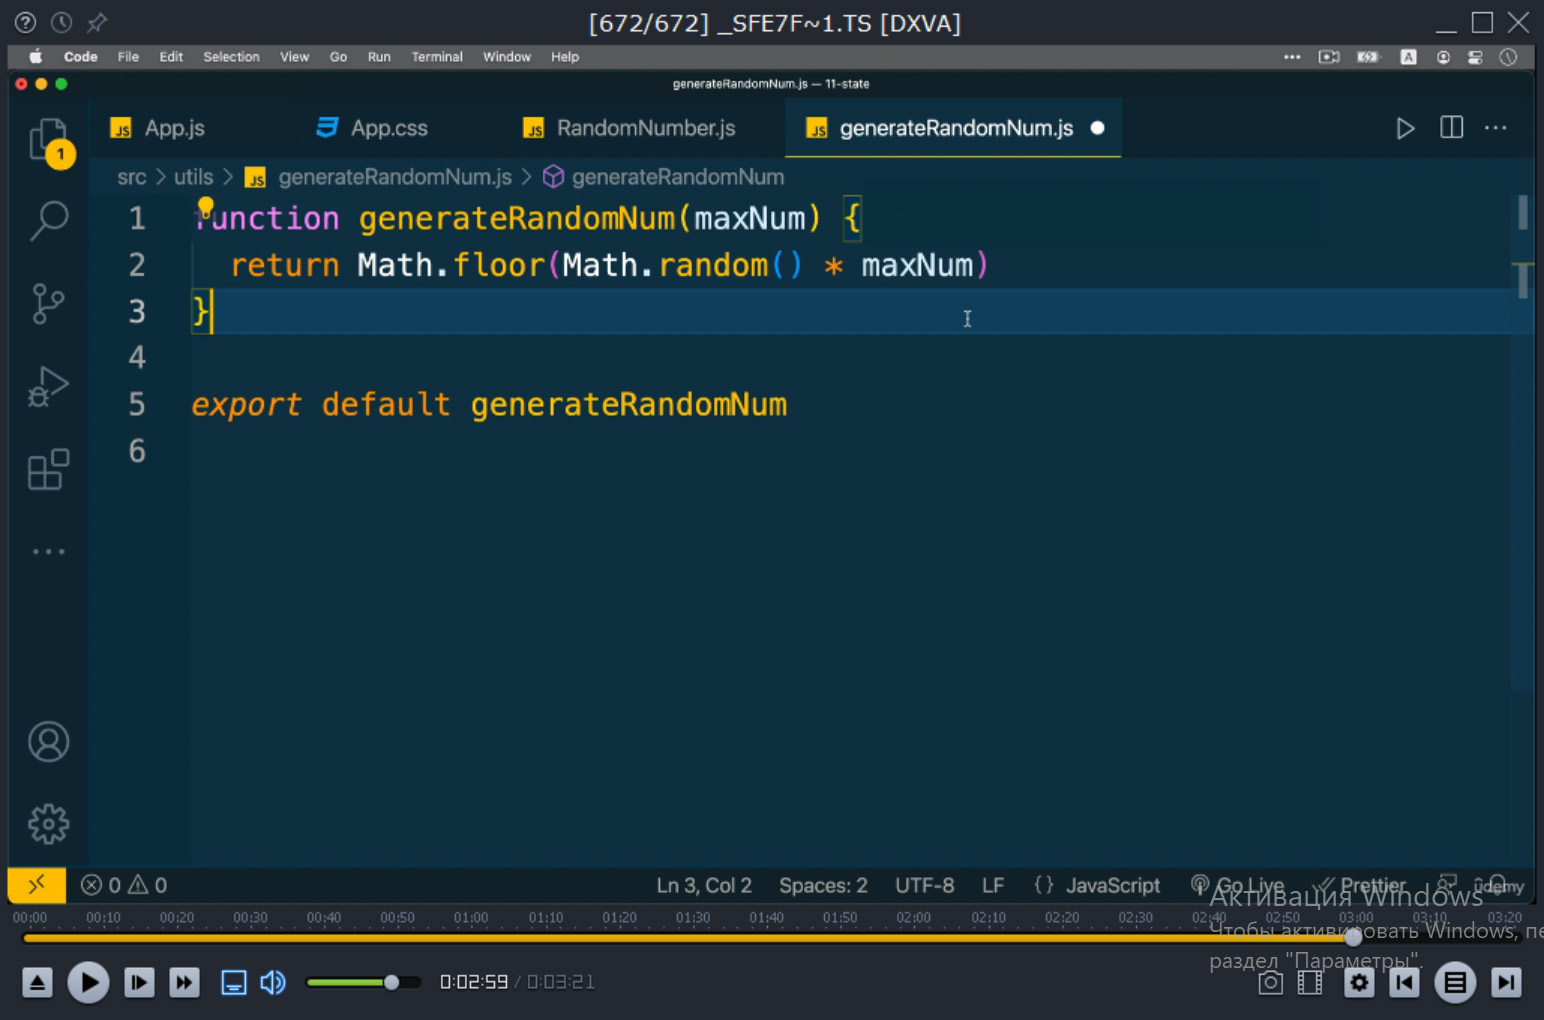 [672/672] _SFE7F~1.TS [DXVA]
Code File Edit Selection View Go Run Terminal Window Help A
generateRandomNum.js — 11-state
JS App.js App.css JS RandomNumber.js JS generateRandomNum.js
1
src > utils > JS generateRandomNum.js > generateRandomNum
1 function generateRandomNum(maxNum) {
2 return Math.floor(Math.random() * maxNum)
3 }
4
5 export default generateRandomNum
6
0 0 Ln 3, Col 2 Spaces: 2 UTF-8 LF {} JavaScript Go Live Prettier ûdemy
Активация Windows
00:00 00:10 00:20 00:30 00:40 00:50 01:00 01:10 01:20 01:30 01:40 01:50 02:00 02:10 02:20 02:30 02:40 02:50 03:00 03:10 03:20
Чтобы активировать Windows, пе
раздел "Параметры".
0:02:59 / 0:03:21